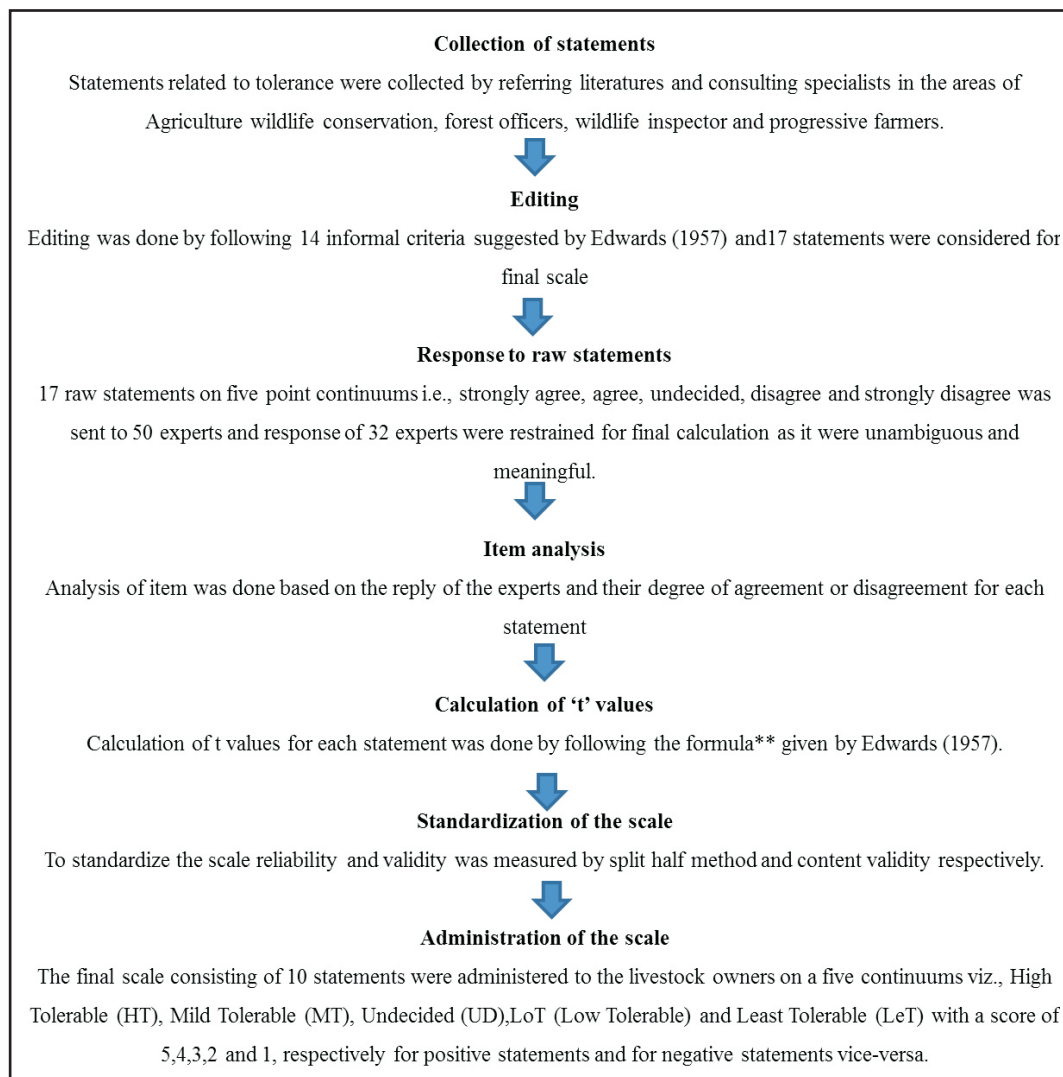 Collection of statements
Statements related to tolerance were collected by referring literatures and consulting specialists in the areas of
Agriculture wildlife conservation, forest officers, wildlife inspector and progressive farmers.
Editing
Editing was done by following 14 informal criteria suggested by Edwards (1957) and17 statements were considered for
final scale
Response to raw statements
17 raw statements on five point continuums i.e., strongly agree, agree, undecided, disagree and strongly disagree was
sent to 50 experts and response of 32 experts were restrained for final calculation as it were unambiguous and
meaningful.
Item analysis
Analysis of item was done based on the reply of the experts and their degree of agreement or disagreement for each
statement
Calculation of ‘t’ values
Calculation of t values for each statement was done by following the formula** given by Edwards (1957).
Standardization of the scale
To standardize the scale reliability and validity was measured by split half method and content validity respectively.
Administration of the scale
The final scale consisting of 10 statements were administered to the livestock owners on a five continuums viz., High
Tolerable (HT), Mild Tolerable (MT), Undecided (UD),LoT (Low Tolerable) and Least Tolerable (LeT) with a score of
5,4,3,2 and 1, respectively for positive statements and for negative statements vice-versa.